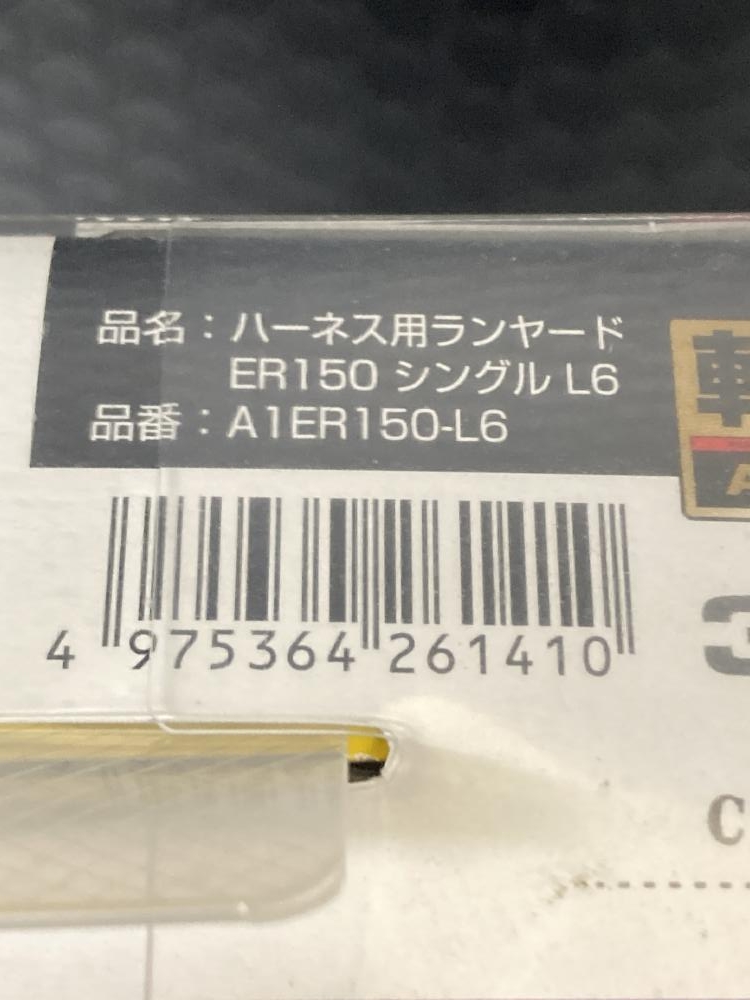 品名：ハーネス用ランヤード
ER150 シングル L6
品番：A1ER150-L6
4 975364 261410